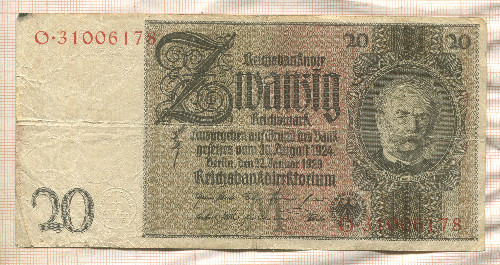 O·31006178
20
20
Reichsbanknote
Zwanzig
Reichsmark
ausgegeben auf Grund des Bank
gesetzes vom 30. August 1924
Berlin, den 22. Januar 1929
Reichsbankdirektorium
20
O·31006178